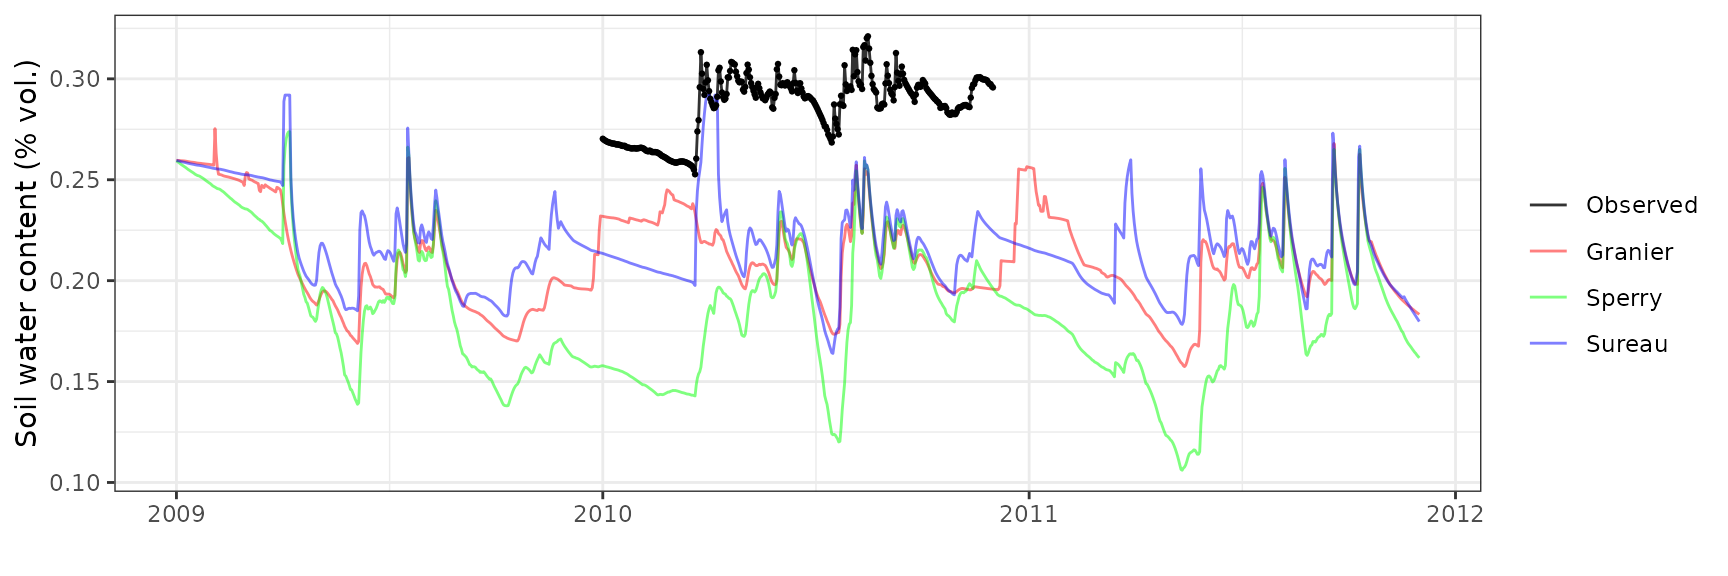 Soil water content (% vol.)
0.30
0.25
0.20
0.15
0.10
2009
2010
2011
2012
Observed
Granier
Sperry
Sureau